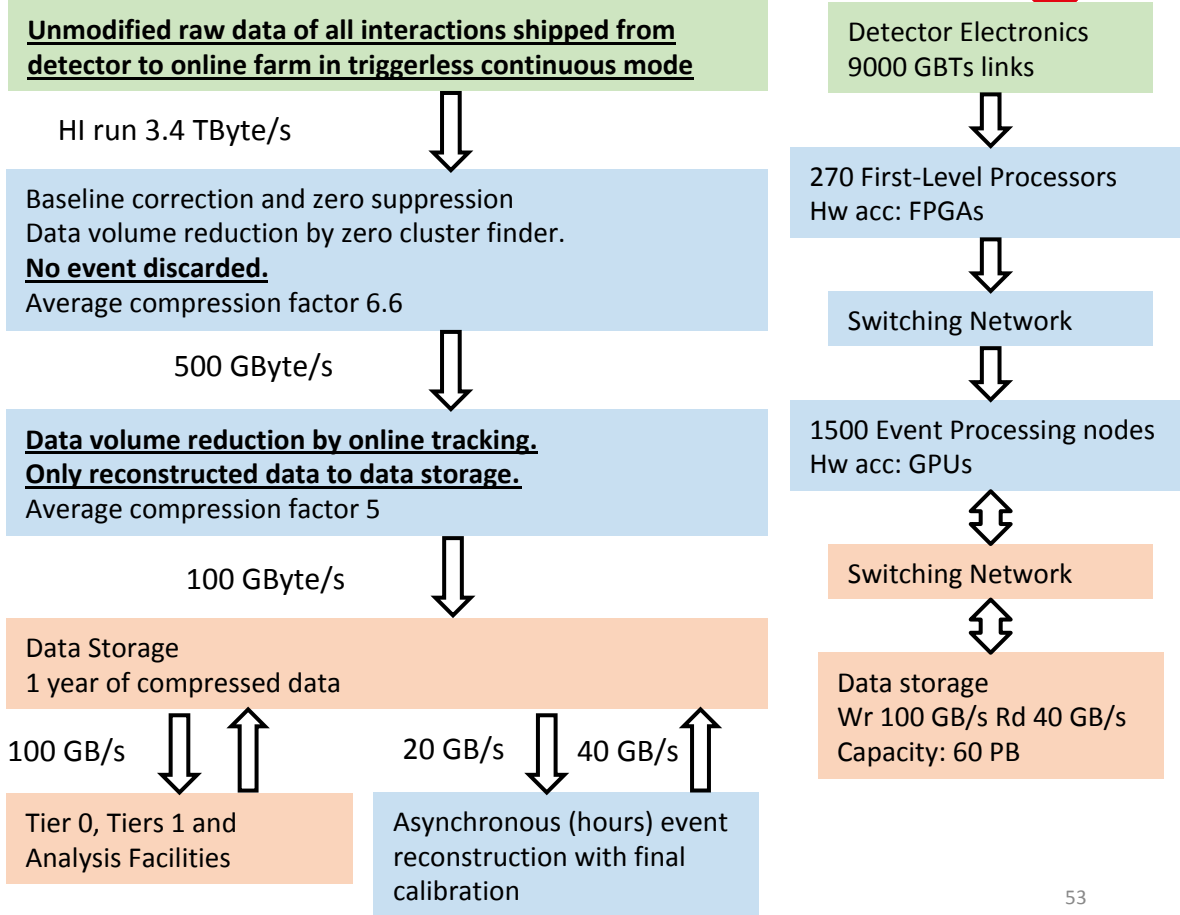 Unmodified raw data of all interactions shipped from
detector to online farm in triggerless continuous mode
HI run 3.4 TByte/s
Baseline correction and zero suppression
Data volume reduction by zero cluster finder.
No event discarded.
Average compression factor 6.6
500 GByte/s
Data volume reduction by online tracking.
Only reconstructed data to data storage.
Average compression factor 5
100 GByte/s
Data Storage
1 year of compressed data
100 GB/s
20 GB/s
40 GB/s
Tier 0, Tiers 1 and
Analysis Facilities
Asynchronous (hours) event
reconstruction with final
calibration
Detector Electronics
9000 GBTs links
270 First-Level Processors
Hw acc: FPGAs
Switching Network
1500 Event Processing nodes
Hw acc: GPUs
Switching Network
Data storage
Wr 100 GB/s Rd 40 GB/s
Capacity: 60 PB
53